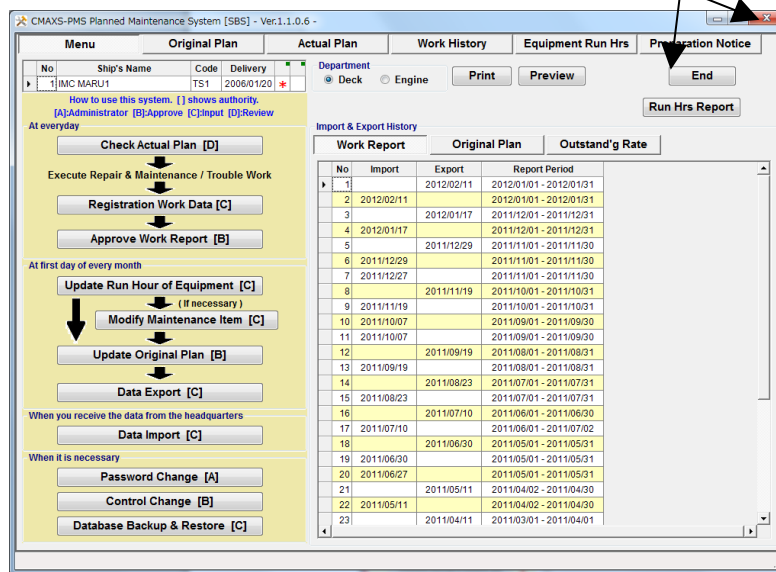 CMAXS-PMS Planned Maintenance System [SBS] - Ver.1.1.0.6 -
Menu Original Plan Actual Plan Work History Equipment Run Hrs Preparation Notice
No Ship's Name Code Delivery
1 IMC MARU1 TS1 2006/01/20 *
Department
Deck Engine Print Preview End
Run Hrs Report
How to use this system. [ ] shows authority.
[A]:Administrator [B]:Approve [C]:Input [D]:Review
At everyday
Check Actual Plan [D]
Execute Repair & Maintenance / Trouble Work
Registration Work Data [C]
Approve Work Report [B]
At first day of every month
Update Run Hour of Equipment [C]
( If necessary )
Modify Maintenance Item [C]
Update Original Plan [B]
Data Export [C]
When you receive the data from the headquarters
Data Import [C]
When it is necessary
Password Change [A]
Control Change [B]
Database Backup & Restore [C]
Import & Export History
Work Report Original Plan Outstand'g Rate
No Import Export Report Period
1 2012/02/11 2012/01/01 - 2012/01/31
2 2012/02/11 2012/01/01 - 2012/01/31
3 2012/01/17 2011/12/01 - 2011/12/31
4 2012/01/17 2011/12/01 - 2011/12/31
5 2011/12/29 2011/11/01 - 2011/11/30
6 2011/12/29 2011/11/01 - 2011/11/30
7 2011/12/27 2011/11/01 - 2011/11/30
8 2011/11/19 2011/10/01 - 2011/10/31
9 2011/11/19 2011/10/01 - 2011/10/31
10 2011/10/07 2011/09/01 - 2011/09/30
11 2011/10/07 2011/09/01 - 2011/09/30
12 2011/09/19 2011/08/01 - 2011/08/31
13 2011/09/19 2011/08/01 - 2011/08/31
14 2011/08/23 2011/07/01 - 2011/07/31
15 2011/08/23 2011/07/01 - 2011/07/31
16 2011/07/10 2011/06/01 - 2011/06/30
17 2011/07/10 2011/06/01 - 2011/07/02
18 2011/06/30 2011/05/01 - 2011/05/31
19 2011/06/30 2011/05/01 - 2011/05/31
20 2011/06/27 2011/05/01 - 2011/05/31
21 2011/05/11 2011/04/02 - 2011/04/30
22 2011/05/11 2011/04/02 - 2011/04/30
23 2011/04/11 2011/03/01 - 2011/04/01